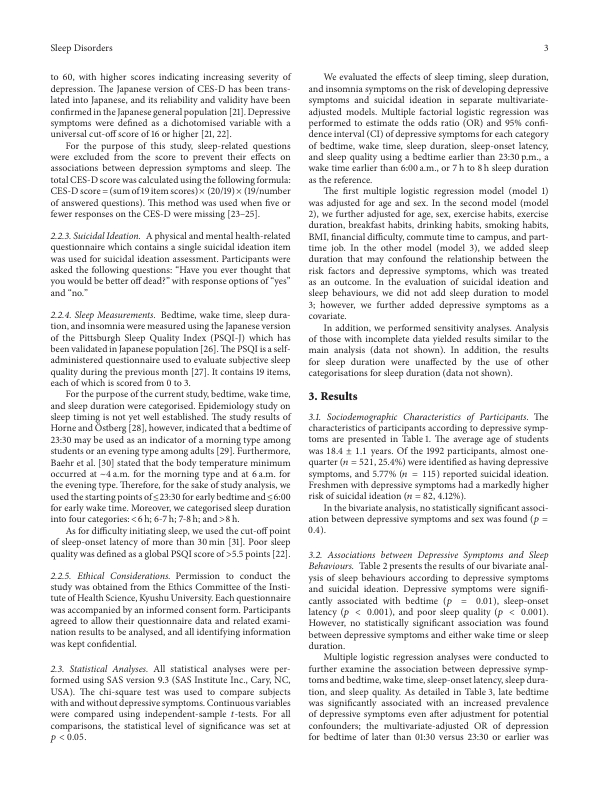 Sleep Disorders
3
to 60, with higher scores indicating increasing severity of
depression. The Japanese version of CES-D has been trans-
lated into Japanese, and its reliability and validity have been
confirmed in the Japanese general population [21]. Depressive
symptoms were defined as a dichotomised variable with a
universal cut-off score of 16 or higher [21, 22].
For the purpose of this study, sleep-related questions
were excluded from the score to prevent their effects on
associations between depression symptoms and sleep. The
total CES-D score was calculated using the following formula:
CES-D score = (sum of 19 item scores) × (20/19) × (19/number
of answered questions). This method was used when five or
fewer responses on the CES-D were missing [23–25].
2.2.3. Suicidal Ideation. A physical and mental health-related
questionnaire which contains a single suicidal ideation item
was used for suicidal ideation assessment. Participants were
asked the following questions: “Have you ever thought that
you would be better off dead?” with response options of “yes”
and “no.”
2.2.4. Sleep Measurements. Bedtime, wake time, sleep dura-
tion, and insomnia were measured using the Japanese version
of the Pittsburgh Sleep Quality Index (PSQI-J) which has
been validated in Japanese population [26]. The PSQI is a self-
administered questionnaire used to evaluate subjective sleep
quality during the previous month [27]. It contains 19 items,
each of which is scored from 0 to 3.
For the purpose of the current study, bedtime, wake time,
and sleep duration were categorised. Epidemiology study on
sleep timing is not yet well established. The study results of
Horne and Östberg [28], however, indicated that a bedtime of
23:30 may be used as an indicator of a morning type among
students or an evening type among adults [29]. Furthermore,
Baehr et al. [30] stated that the body temperature minimum
occurred at ~4 a.m. for the morning type and at 6 a.m. for
the evening type. Therefore, for the sake of study analysis, we
used the starting points of ≤23:30 for early bedtime and ≤6:00
for early wake time. Moreover, we categorised sleep duration
into four categories: < 6 h; 6-7 h; 7-8 h; and > 8 h.
As for difficulty initiating sleep, we used the cut-off point
of sleep-onset latency of more than 30 min [31]. Poor sleep
quality was defined as a global PSQI score of >5.5 points [22].
2.2.5. Ethical Considerations. Permission to conduct the
study was obtained from the Ethics Committee of the Insti-
tute of Health Science, Kyushu University. Each questionnaire
was accompanied by an informed consent form. Participants
agreed to allow their questionnaire data and related exami-
nation results to be analysed, and all identifying information
was kept confidential.
2.3. Statistical Analyses. All statistical analyses were per-
formed using SAS version 9.3 (SAS Institute Inc., Cary, NC,
USA). The chi-square test was used to compare subjects
with and without depressive symptoms. Continuous variables
were compared using independent-sample t-tests. For all
comparisons, the statistical level of significance was set at
p < 0.05.
We evaluated the effects of sleep timing, sleep duration,
and insomnia symptoms on the risk of developing depressive
symptoms and suicidal ideation in separate multivariate-
adjusted models. Multiple factorial logistic regression was
performed to estimate the odds ratio (OR) and 95% confi-
dence interval (CI) of depressive symptoms for each category
of bedtime, wake time, sleep duration, sleep-onset latency,
and sleep quality using a bedtime earlier than 23:30 p.m., a
wake time earlier than 6:00 a.m., or 7 h to 8 h sleep duration
as the reference.
The first multiple logistic regression model (model 1)
was adjusted for age and sex. In the second model (model
2), we further adjusted for age, sex, exercise habits, exercise
duration, breakfast habits, drinking habits, smoking habits,
BMI, financial difficulty, commute time to campus, and part-
time job. In the other model (model 3), we added sleep
duration that may confound the relationship between the
risk factors and depressive symptoms, which was treated
as an outcome. In the evaluation of suicidal ideation and
sleep behaviours, we did not add sleep duration to model
3; however, we further added depressive symptoms as a
covariate.
In addition, we performed sensitivity analyses. Analysis
of those with incomplete data yielded results similar to the
main analysis (data not shown). In addition, the results
for sleep duration were unaffected by the use of other
categorisations for sleep duration (data not shown).
3. Results
3.1. Sociodemographic Characteristics of Participants. The
characteristics of participants according to depressive symp-
toms are presented in Table 1. The average age of students
was 18.4 ± 1.1 years. Of the 1992 participants, almost one-
quarter (n = 521, 25.4%) were identified as having depressive
symptoms, and 5.77% (n = 115) reported suicidal ideation.
Freshmen with depressive symptoms had a markedly higher
risk of suicidal ideation (n = 82, 4.12%).
In the bivariate analysis, no statistically significant associ-
ation between depressive symptoms and sex was found (p =
0.4).
3.2. Associations between Depressive Symptoms and Sleep
Behaviours. Table 2 presents the results of our bivariate anal-
ysis of sleep behaviours according to depressive symptoms
and suicidal ideation. Depressive symptoms were signifi-
cantly associated with bedtime (p = 0.01), sleep-onset
latency (p < 0.001), and poor sleep quality (p < 0.001).
However, no statistically significant association was found
between depressive symptoms and either wake time or sleep
duration.
Multiple logistic regression analyses were conducted to
further examine the association between depressive symp-
toms and bedtime, wake time, sleep-onset latency, sleep dura-
tion, and sleep quality. As detailed in Table 3, late bedtime
was significantly associated with an increased prevalence
of depressive symptoms even after adjustment for potential
confounders; the multivariate-adjusted OR of depression
for bedtime of later than 01:30 versus 23:30 or earlier was